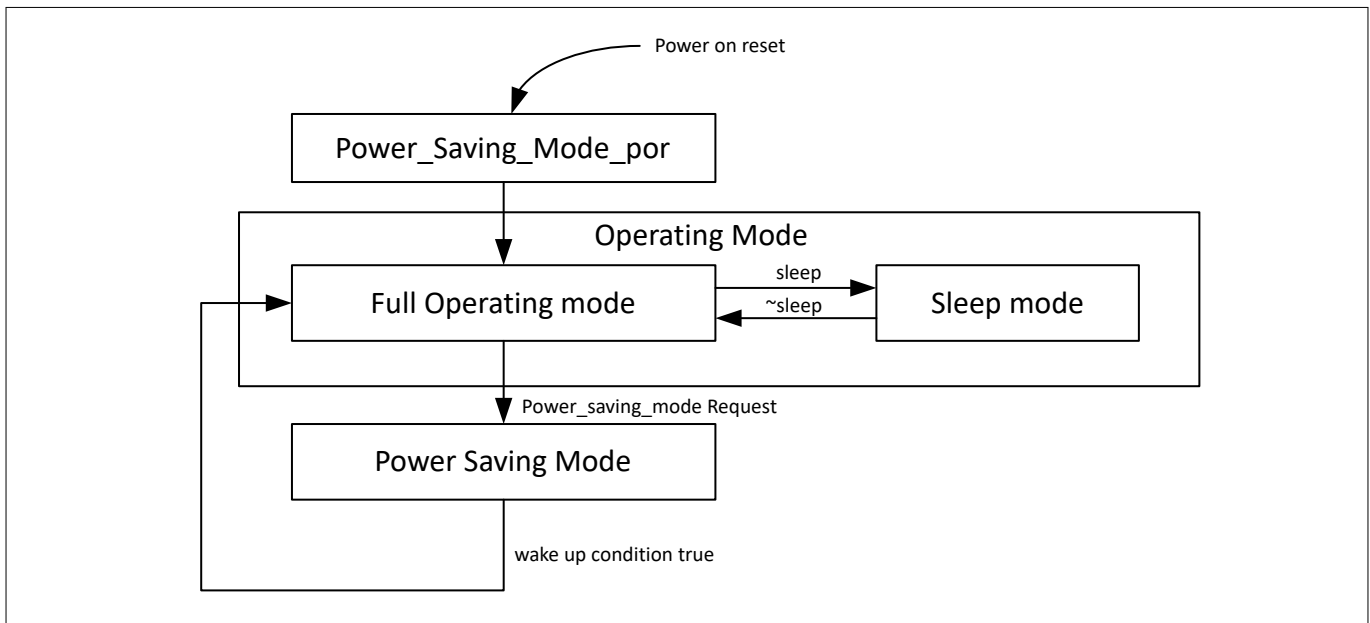 Power on reset
Power_Saving_Mode_por
Operating Mode
Full Operating mode
sleep
~sleep
Sleep mode
Power_saving_mode Request
Power Saving Mode
wake up condition true